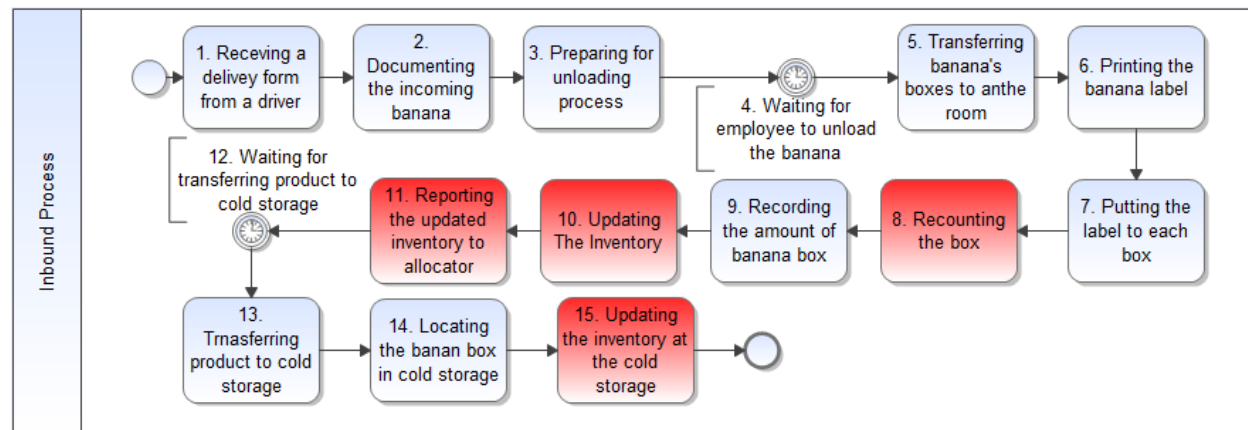 Inbound Process
1. Receving a
delivey form
from a driver
2.
Documenting
the incoming
banana
3. Preparing for
unloading
process
4. Waiting for
employee to unload
the banana
5. Transferring
banana's
boxes to anthe
room
6. Printing the
banana label
7. Putting the
label to each
box
8. Recounting
the box
9. Recording
the amount of
banana box
10. Updating
The Inventory
11. Reporting
the updated
inventory to
allocator
12. Waiting for
transferring product to
cold storage
13.
Trnasferring
product to cold
storage
14. Locating
the banan box
in cold storage
15. Updating
the inventory at
the cold
storage